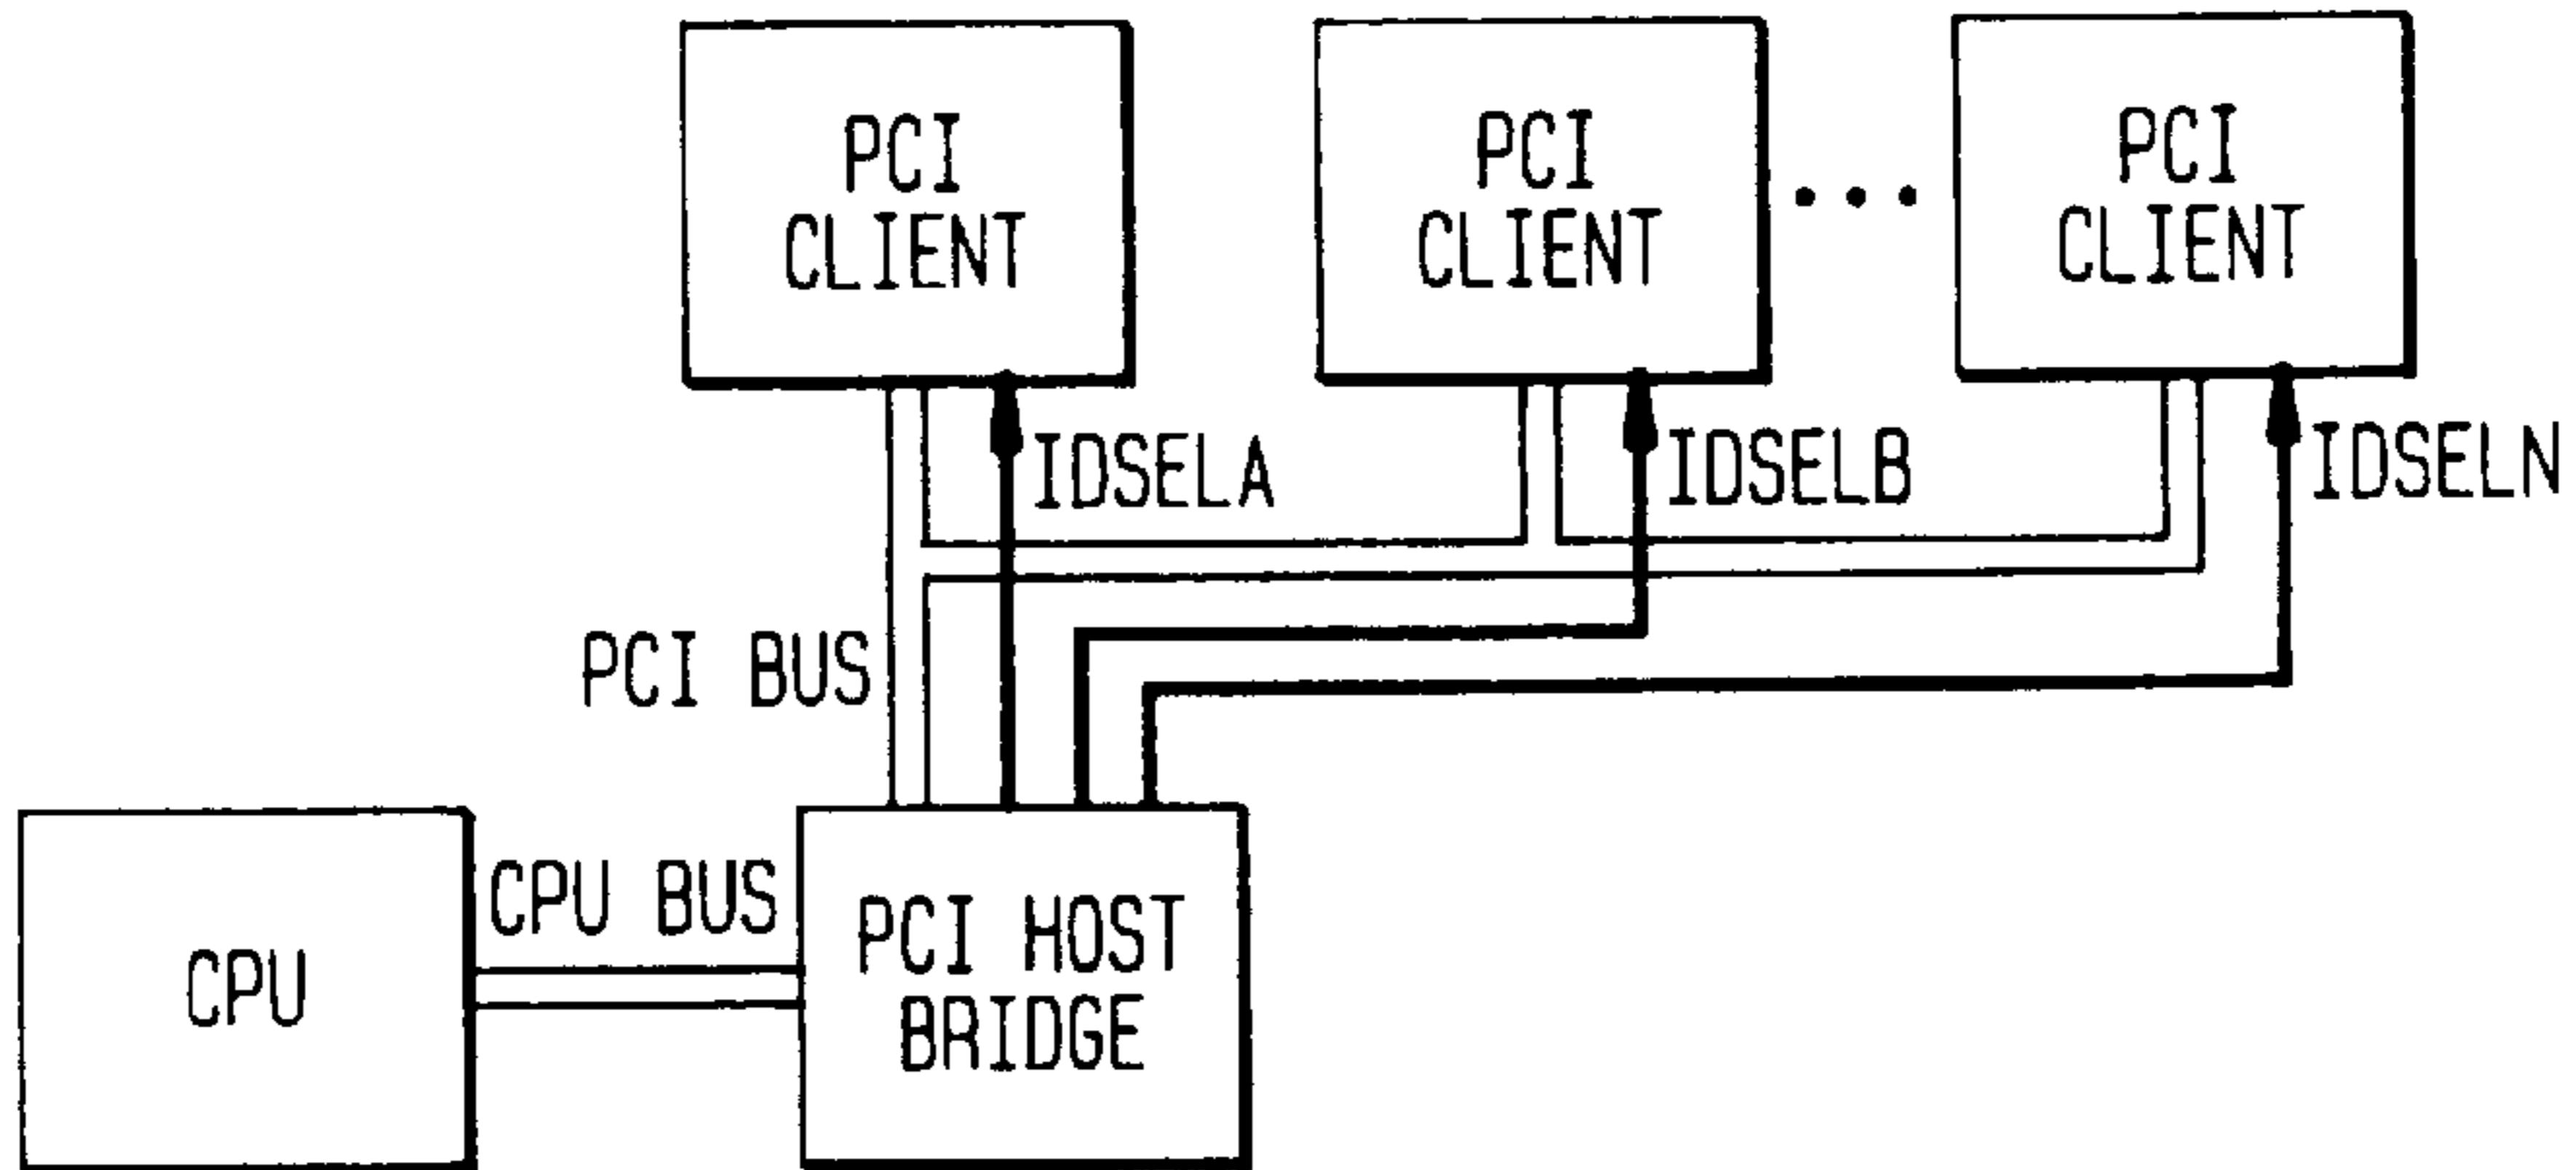 PCI
CLIENT
PCI
CLIENT
PCI
CLIENT
IDSELA
IDSELB
IDSELN
PCI BUS
CPU BUS
CPU
PCI HOST
BRIDGE